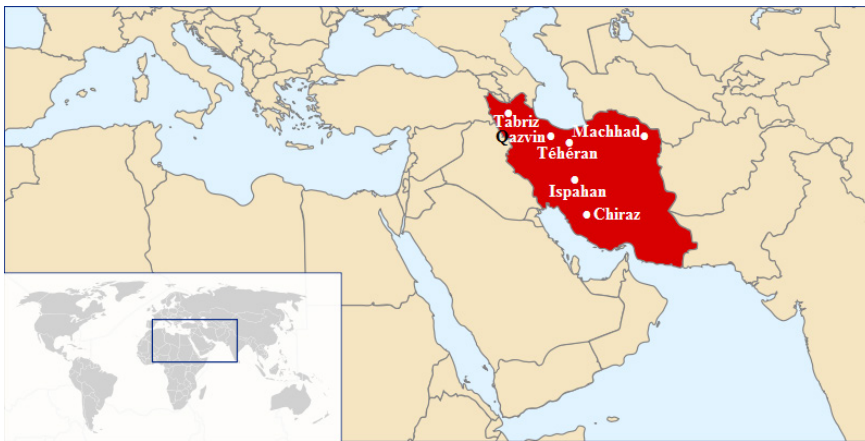 Tabriz
Qazvin
Machhad
Téhéran
Ispahan
Chiraz